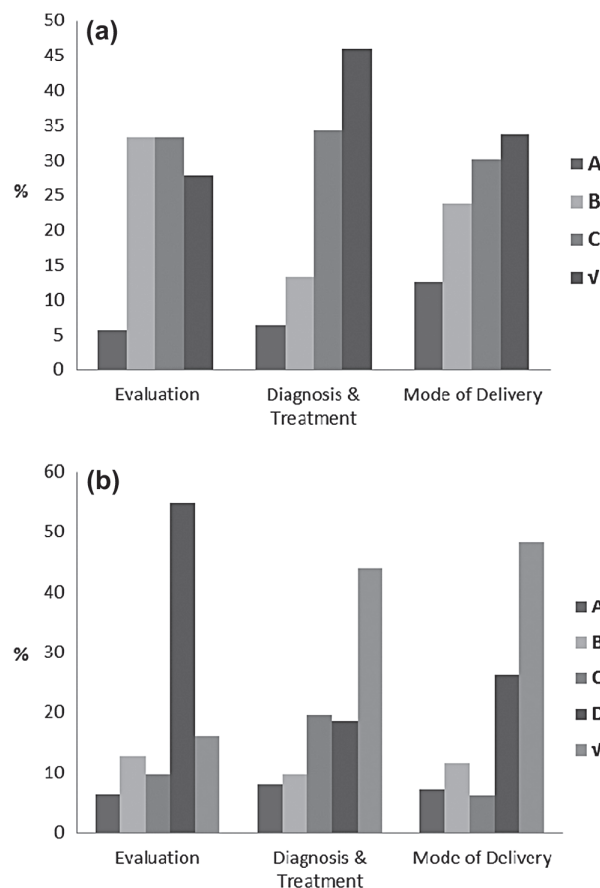 (a)
50
45
40
35
30
25
20
15
10
5
0
%
A
B
C
√
Evaluation
Diagnosis &
Treatment
Mode of Delivery
(b)
60
50
40
30
20
10
0
%
A
B
C
D
√
Evaluation
Diagnosis &
Treatment
Mode of Delivery